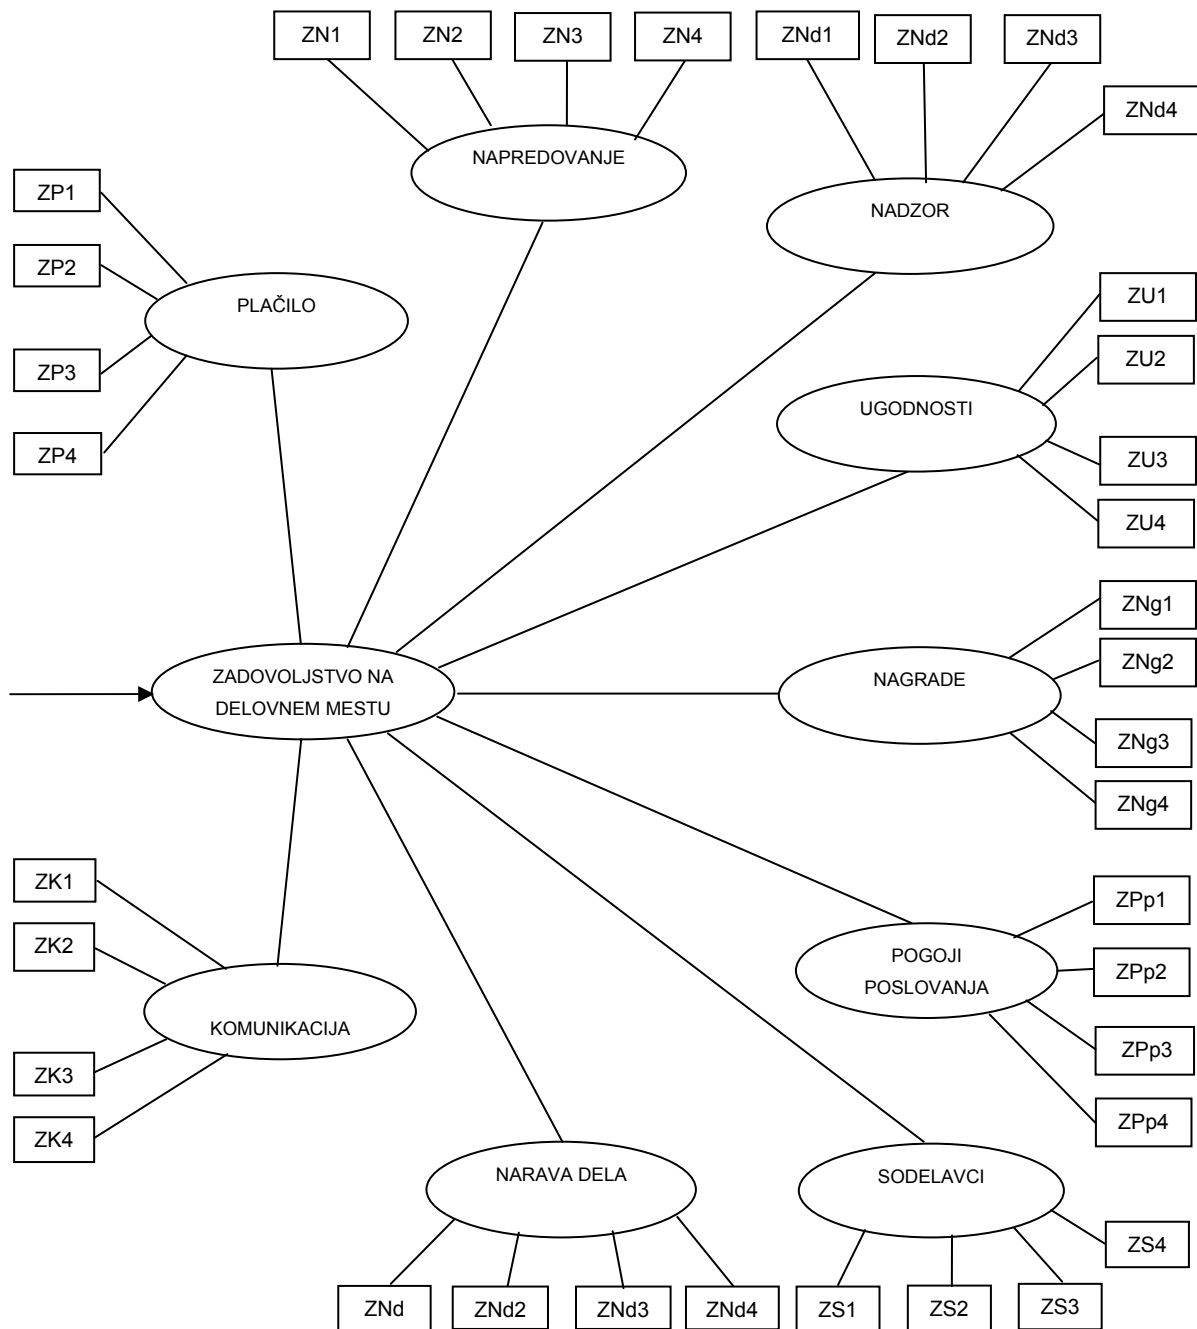 ZN1
ZN2
ZN3
ZN4
ZNd1
ZNd2
ZNd3
ZNd4
NAPREDOVANJE
NADZOR
ZP1
ZP2
ZP3
ZP4
PLAČILO
ZU1
ZU2
ZU3
ZU4
UGODNOSTI
ZADOVOLJSTVO NA
DELOVNEM MESTU
NAGRADE
ZNg1
ZNg2
ZNg3
ZNg4
ZK1
ZK2
ZK3
ZK4
KOMUNIKACIJA
POGOJI
POSLOVANJA
ZPp1
ZPp2
ZPp3
ZPp4
NARAVA DELA
SODELAVCI
ZNd
ZNd2
ZNd3
ZNd4
ZS1
ZS2
ZS3
ZS4